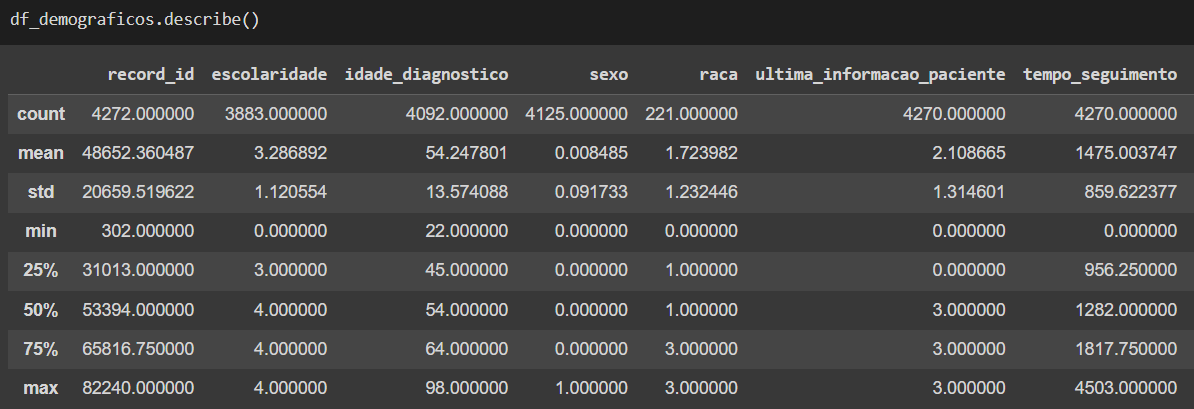 df_demograficos.describe()
record_id escolaridade idade_diagnostico sexo raca ultima_informacao_paciente tempo_seguimento
count 4272.000000 3883.000000 4092.000000 4125.000000 221.000000 4270.000000 4270.000000
mean 48652.360487 3.286892 54.247801 0.008485 1.723982 2.108665 1475.003747
std 20659.519622 1.120554 13.574088 0.091733 1.232446 1.314601 859.622377
min 302.000000 0.000000 22.000000 0.000000 0.000000 0.000000 0.000000
25% 31013.000000 3.000000 45.000000 0.000000 1.000000 0.000000 956.250000
50% 53394.000000 4.000000 54.000000 0.000000 1.000000 3.000000 1282.000000
75% 65816.750000 4.000000 64.000000 0.000000 3.000000 3.000000 1817.750000
max 82240.000000 4.000000 98.000000 1.000000 3.000000 3.000000 4503.000000